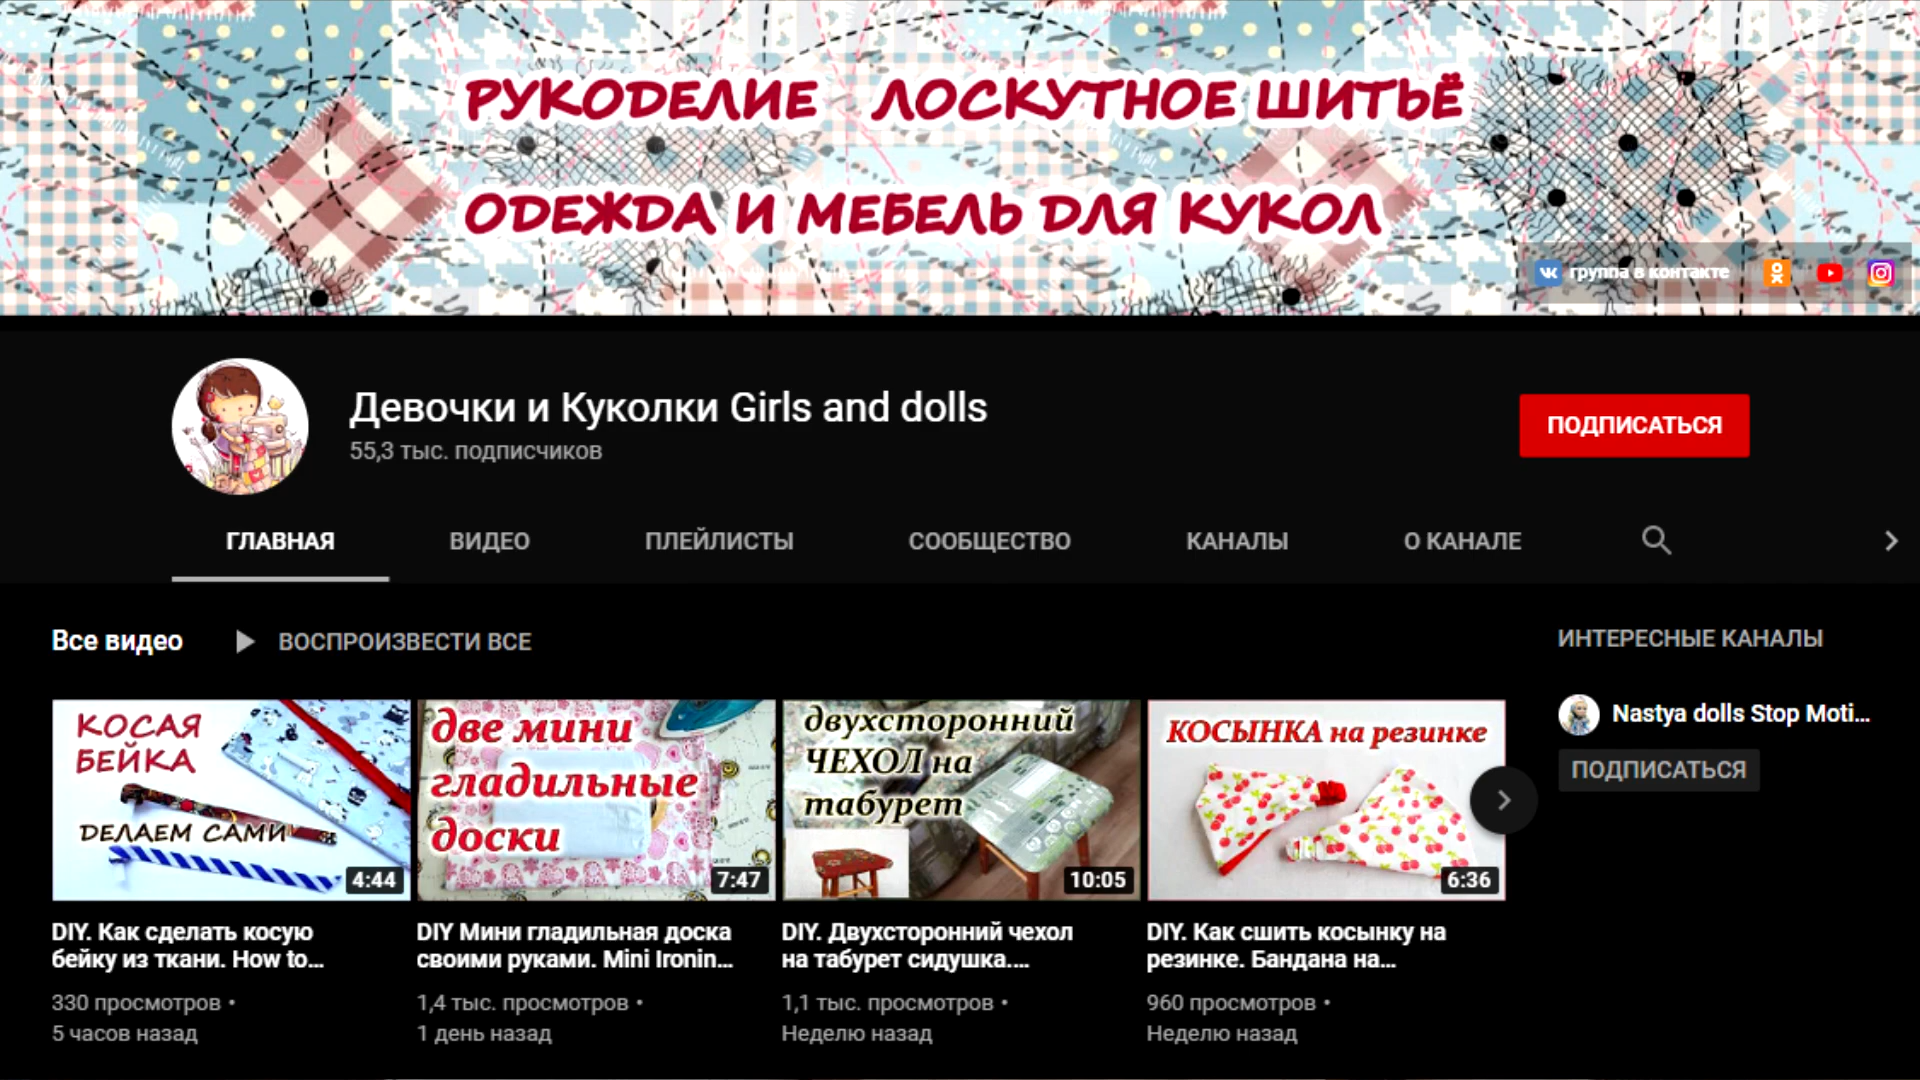 РУКОДЕЛИЕ ЛОСКУТНОЕ ШИТЬЁ
ОДЕЖДА И МЕБЕЛЬ ДЛЯ КУКОЛ
группа в контакте
Девочки и Куколки Girls and dolls
55,3 тыс. подписчиков
ПОДПИСАТЬСЯ
ГЛАВНАЯ ВИДЕО ПЛЕЙЛИСТЫ СООБЩЕСТВО КАНАЛЫ О КАНАЛЕ
Все видео ВОСПРОИЗВЕСТИ ВСЕ
КОСАЯ
БЕЙКА
ДЕЛАЕМ САМИ
4:44
две мини
гладильные
доски
7:47
двухсторонний
ЧЕХОЛ на
табурет
10:05
КОСЫНКА на резинке
6:36
DIY. Как сделать косую
бейку из ткани. How to...
330 просмотров •
5 часов назад
DIY Мини гладильная доска
своими руками. Mini Ironin...
1,4 тыс. просмотров •
1 день назад
DIY. Двухсторонний чехол
на табурет сидушка....
1,1 тыс. просмотров •
Неделю назад
DIY. Как сшить косынку на
резинке. Бандана на...
960 просмотров •
Неделю назад
ИНТЕРЕСНЫЕ КАНАЛЫ
Nastya dolls Stop Moti...
ПОДПИСАТЬСЯ